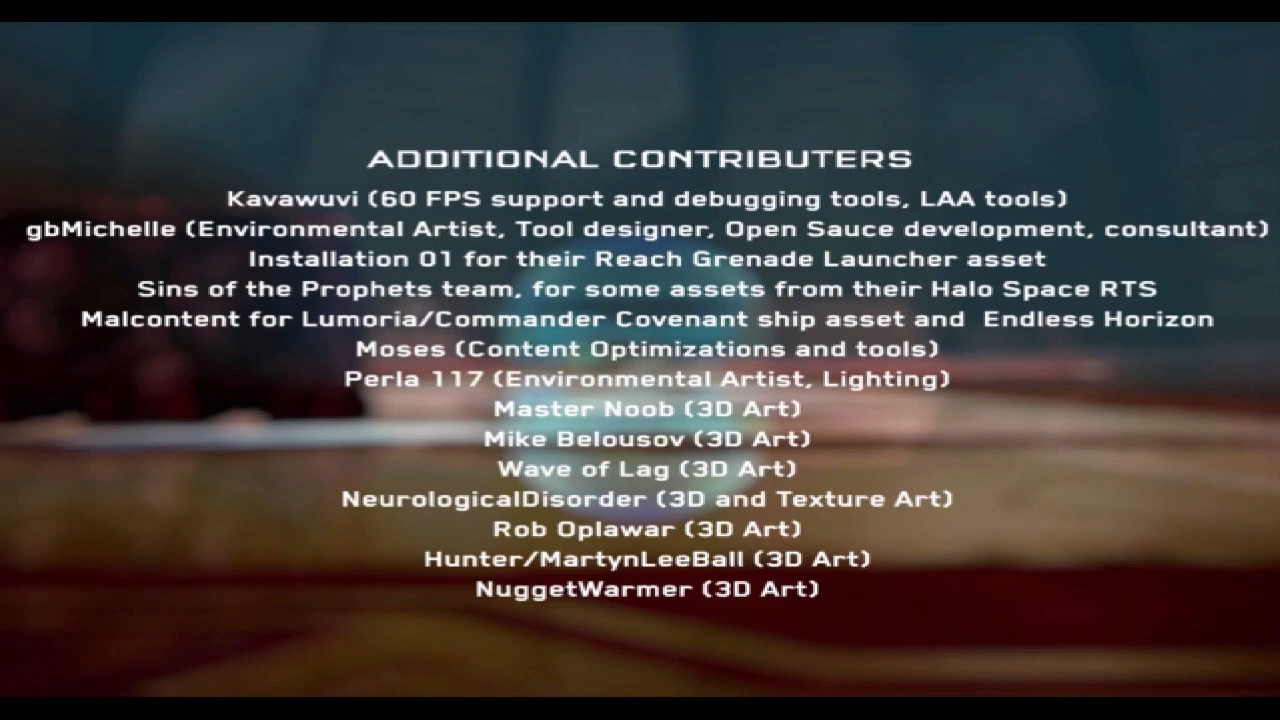 ADDITIONAL CONTRIBUTERS
Kavawuvi (60 FPS support and debugging tools, LAA tools)
gbMichelle (Environmental Artist, Tool designer, Open Sauce development, consultant)
Installation 01 for their Reach Grenade Launcher asset
Sins of the Prophets team, for some assets from their Halo Space RTS
Malcontent for Lumoria/Commander Covenant ship asset and  Endless Horizon
Moses (Content Optimizations and tools)
Perla 117 (Environmental Artist, Lighting)
Master Noob (3D Art)
Mike Belousov (3D Art)
Wave of Lag (3D Art)
NeurologicalDisorder (3D and Texture Art)
Rob Oplawar (3D Art)
Hunter/MartynLeeBall (3D Art)
NuggetWarmer (3D Art)